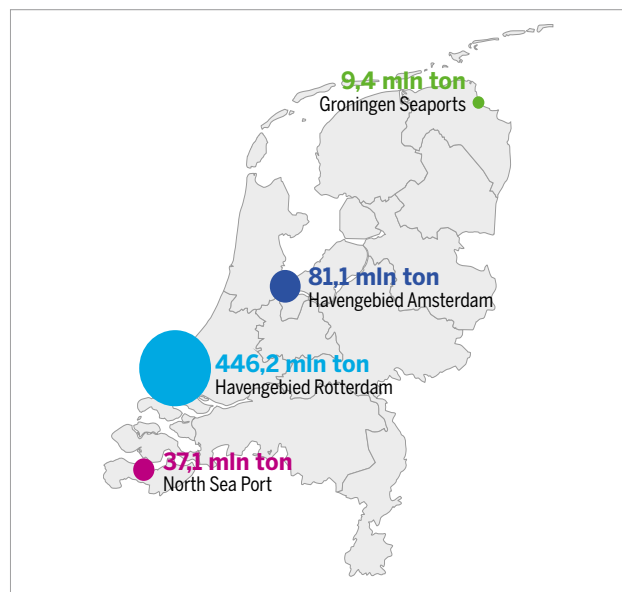 9,4 mln ton
Groningen Seaports
81,1 mln ton
Havengebied Amsterdam
446,2 mln ton
Havengebied Rotterdam
37,1 mln ton
North Sea Port